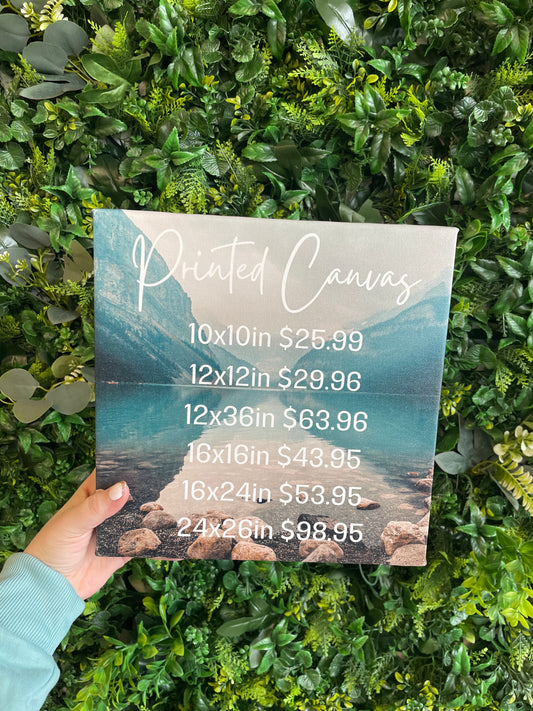 Printed Canvas
10x10in $25.99
12x12in $29.96
12x36in $63.96
16x16in $43.95
16x24in $53.95
24x26in $98.95